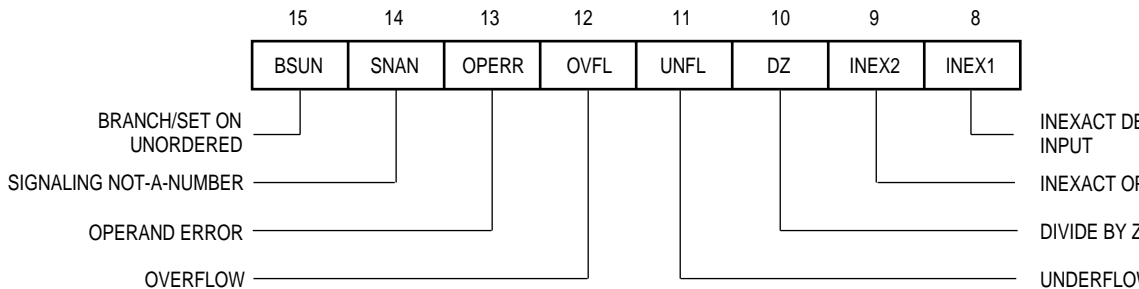 15 14 13 12 11 10 9 8
BSUN SNAN OPERR OVFL UNFL DZ INEX2 INEX1
BRANCH/SET ON
UNORDERED
INEXACT
INPUT
SIGNALING NOT-A-NUMBER INEXACT
OPERAND ERROR DIVIDE BY
OVERFLOW UNDERFLOW